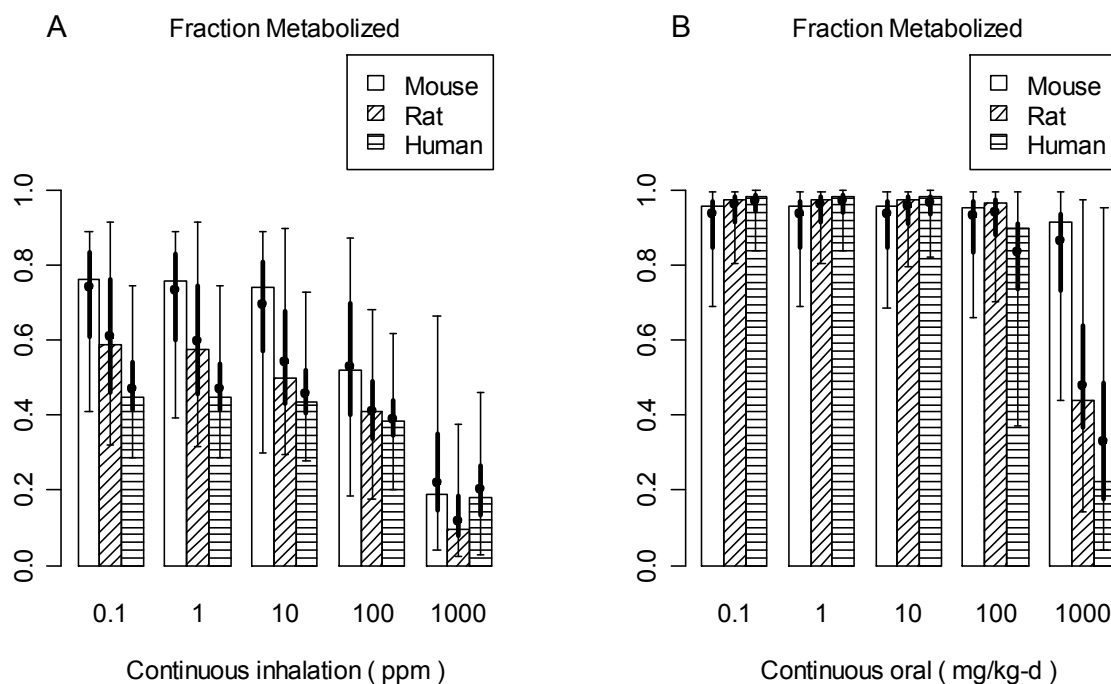 A
Fraction Metabolized
Mouse
Rat
Human
1.0
0.8
0.6
0.4
0.2
0.0
0.1 1 10 100 1000
Continuous inhalation ( ppm )
B
Fraction Metabolized
Mouse
Rat
Human
1.0
0.8
0.6
0.4
0.2
0.0
0.1 1 10 100 1000
Continuous oral ( mg/kg-d )